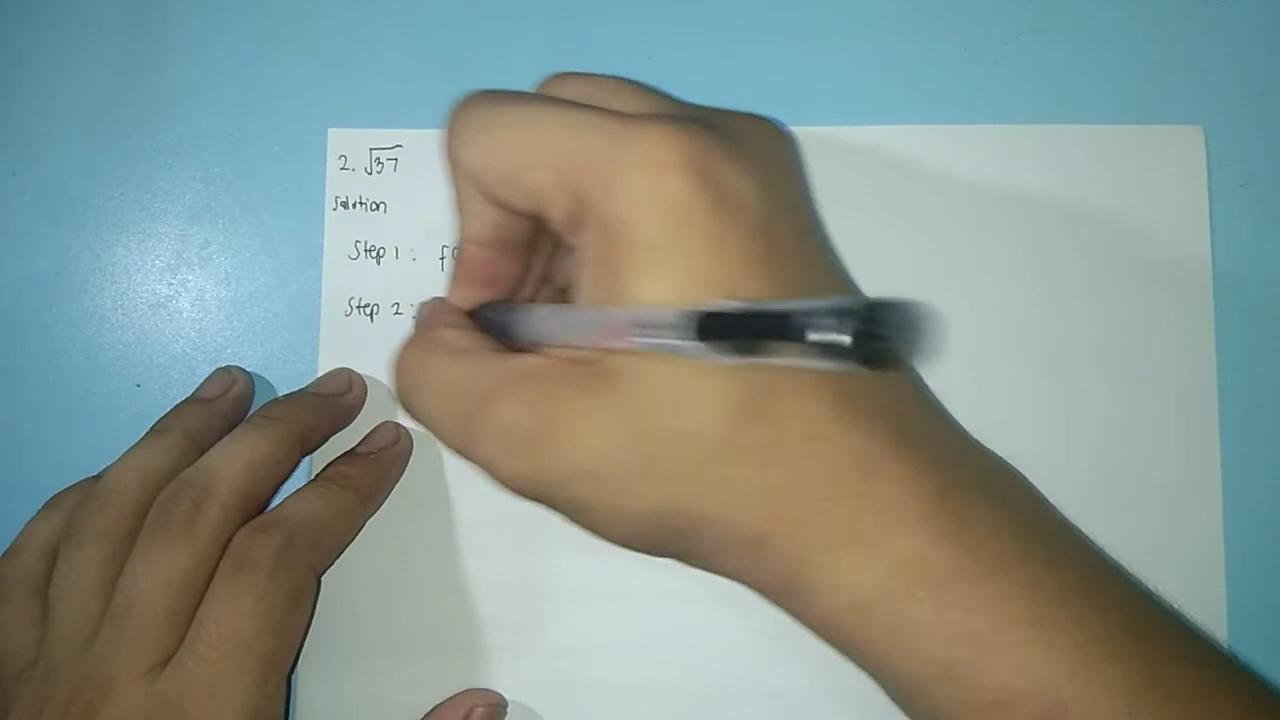 2. √37
Solution
Step 1:
Step 2: